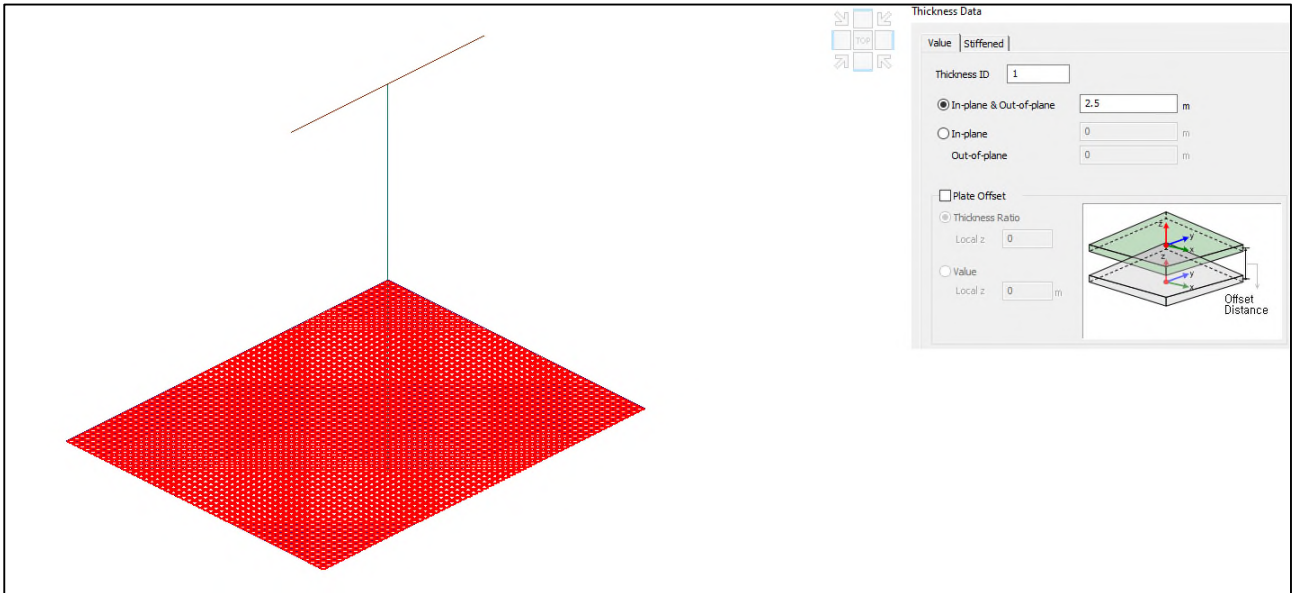 TOP
Thickness Data
Value Stiffened
Thickness ID 1
In-plane & Out-of-plane 2.5 m
In-plane 0 m
Out-of-plane 0 m
Plate Offset
Thickness Ratio
Local z 0
Value
Local z 0 m
z y x
z y x
Offset
Distance